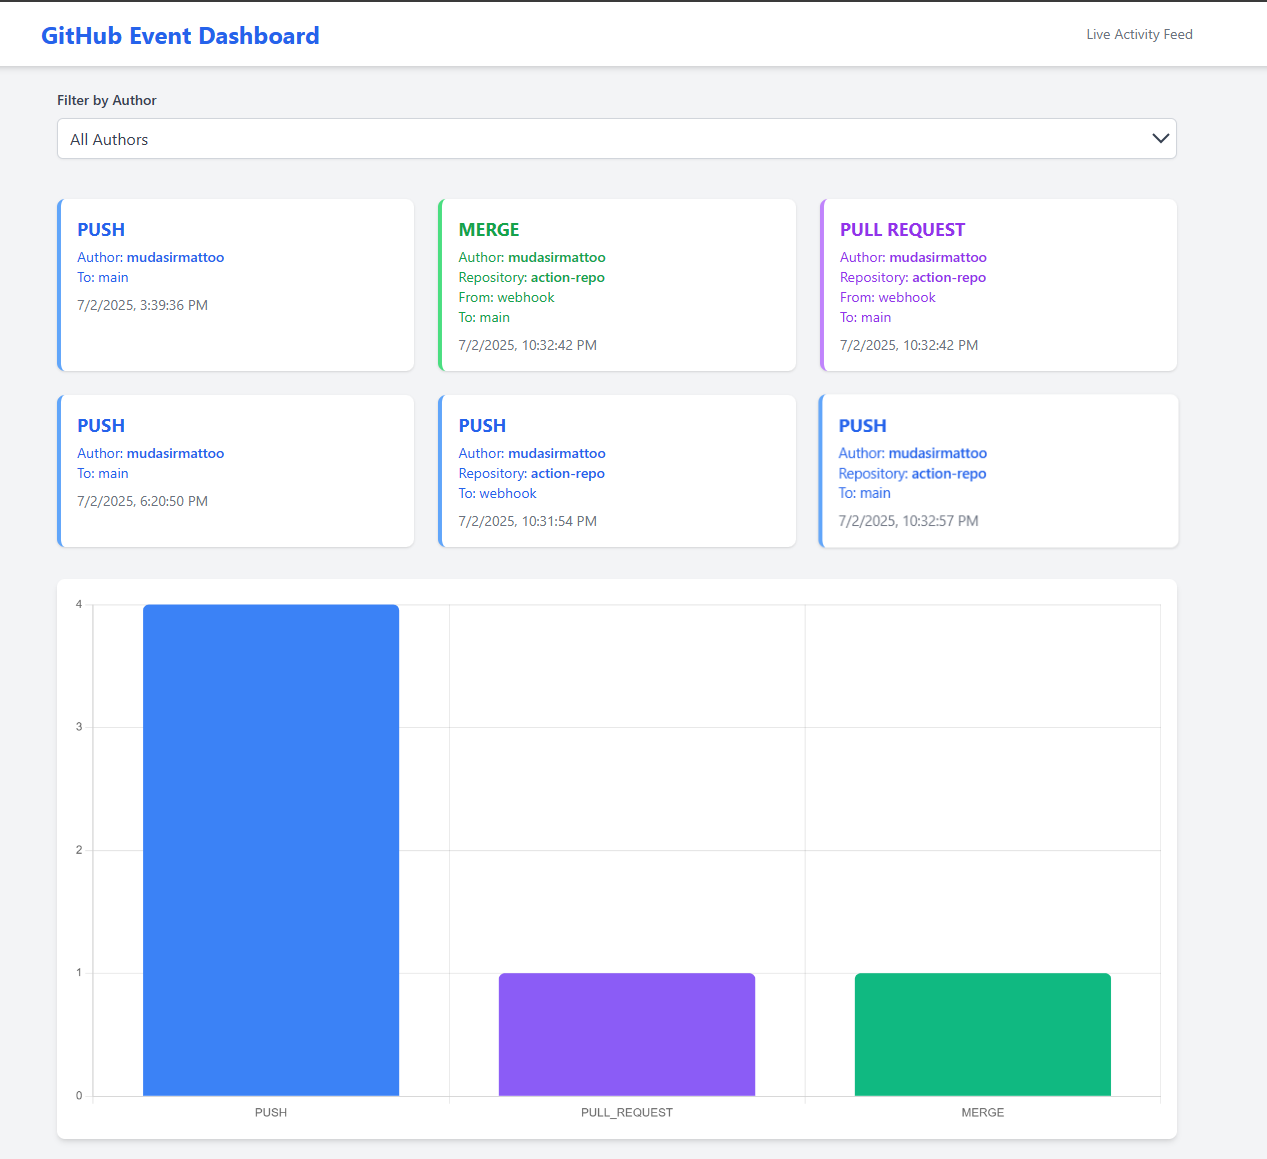 GitHub Event Dashboard
Live Activity Feed
Filter by Author
All Authors
PUSH
Author: mudasirmattoo
To: main
7/2/2025, 3:39:36 PM
MERGE
Author: mudasirmattoo
Repository: action-repo
From: webhook
To: main
7/2/2025, 10:32:42 PM
PULL REQUEST
Author: mudasirmattoo
Repository: action-repo
From: webhook
To: main
7/2/2025, 10:32:42 PM
PUSH
Author: mudasirmattoo
To: main
7/2/2025, 6:20:50 PM
PUSH
Author: mudasirmattoo
Repository: action-repo
To: webhook
7/2/2025, 10:31:54 PM
PUSH
Author: mudasirmattoo
Repository: action-repo
To: main
7/2/2025, 10:32:57 PM
4
3
2
1
0
PUSH
PULL_REQUEST
MERGE